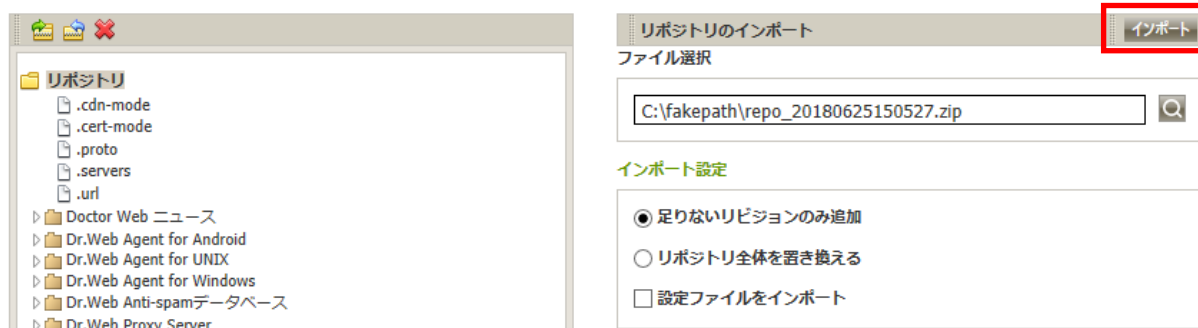 リポジトリ
.cdn-mode
.cert-mode
.proto
.servers
.url
Doctor Web ニュース
Dr.Web Agent for Android
Dr.Web Agent for UNIX
Dr.Web Agent for Windows
Dr.Web Anti-spamデータベース
Dr.Web Proxy Server
リポジトリのインポート
インポート
ファイル選択
C:\fakepath\repo_20180625150527.zip
インポート設定
足りないリビジョンのみ追加
リポジトリ全体を置き換える
設定ファイルをインポート